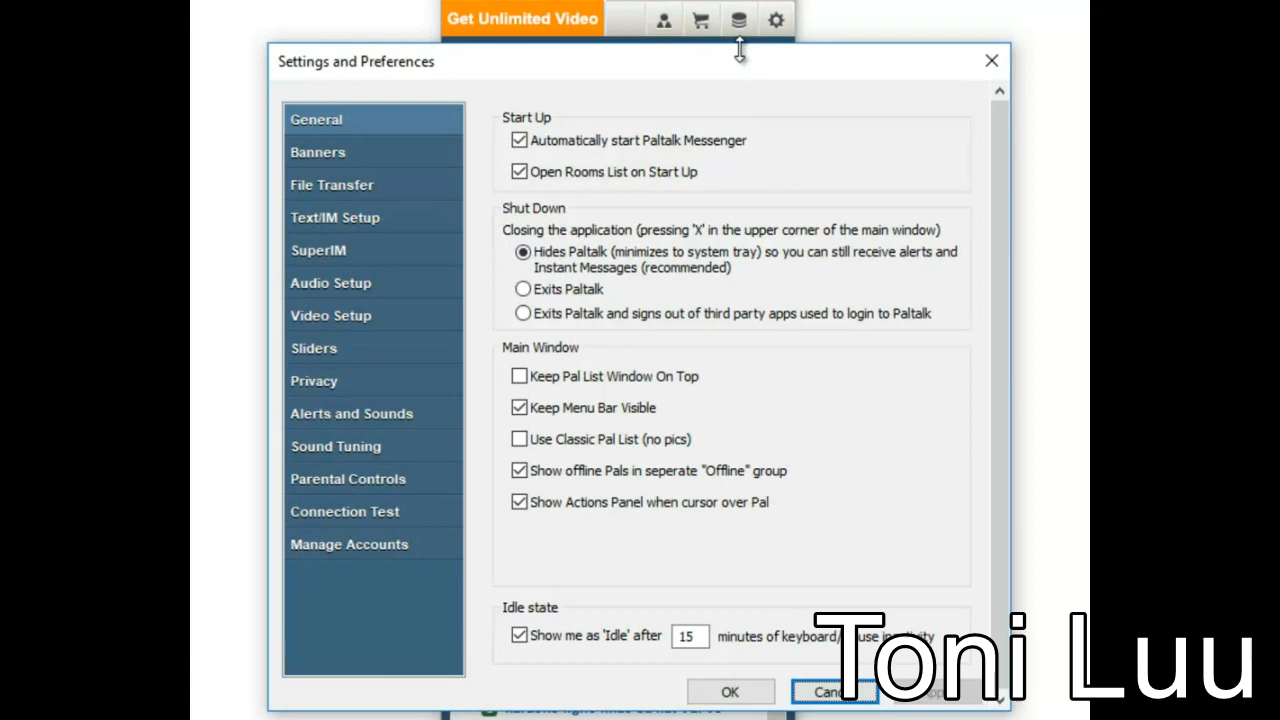 Get Unlimited Video
Settings and Preferences
General
Banners
File Transfer
Text/IM Setup
SuperIM
Audio Setup
Video Setup
Sliders
Privacy
Alerts and Sounds
Sound Tuning
Parental Controls
Connection Test
Manage Accounts
Start Up
Automatically start Paltalk Messenger
Open Rooms List on Start Up
Shut Down
Closing the application (pressing 'X' in the upper corner of the main window)
Hides Paltalk (minimizes to system tray) so you can still receive alerts and
Instant Messages (recommended)
Exits Paltalk
Exits Paltalk and signs out of third party apps used to login to Paltalk
Main Window
Keep Pal List Window On Top
Keep Menu Bar Visible
Use Classic Pal List (no pics)
Show offline Pals in seperate "Offline" group
Show Actions Panel when cursor over Pal
Idle state
Show me as 'Idle' after 15 minutes of keyboard/
OK
Toni Luu